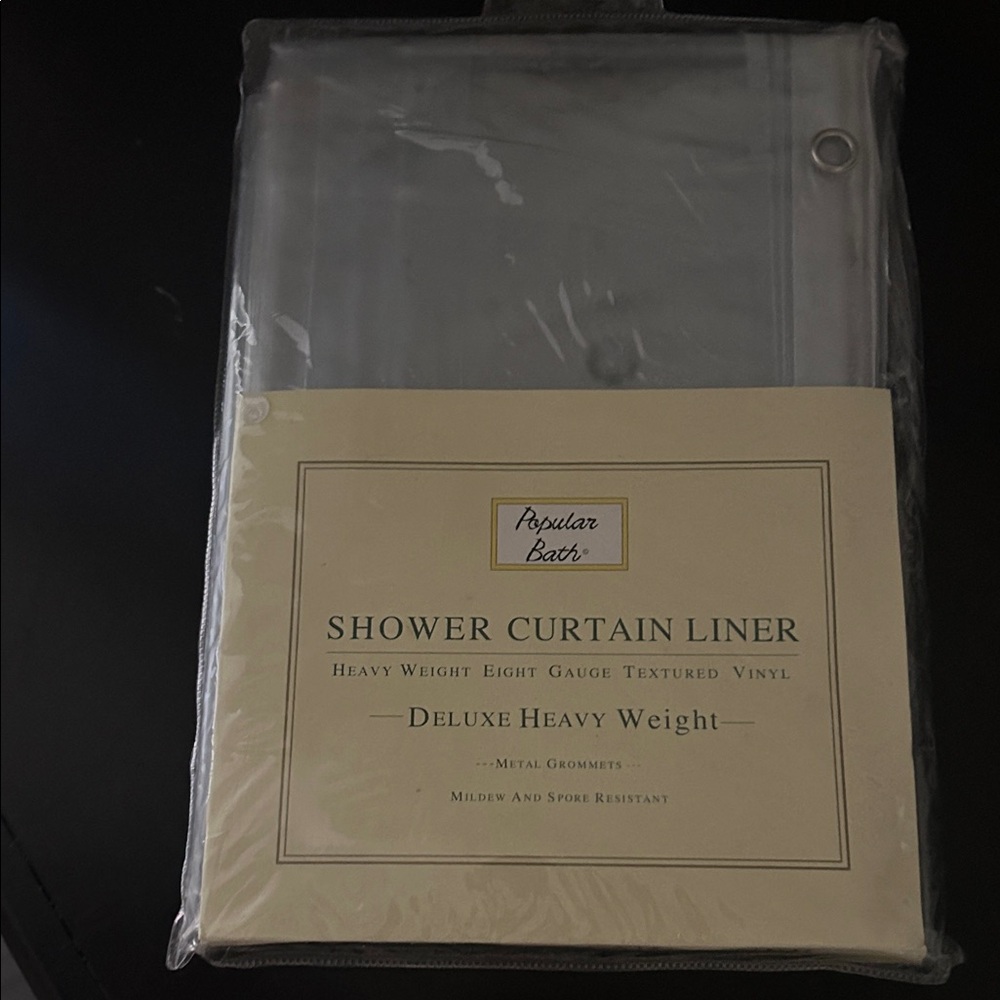 Popular
Bath®
SHOWER CURTAIN LINER
HEAVY WEIGHT EIGHT GAUGE TEXTURED VINYL
—DELUXE HEAVY Weight—
---METAL GROMMETS---
MILDEW AND SPORE RESISTANT